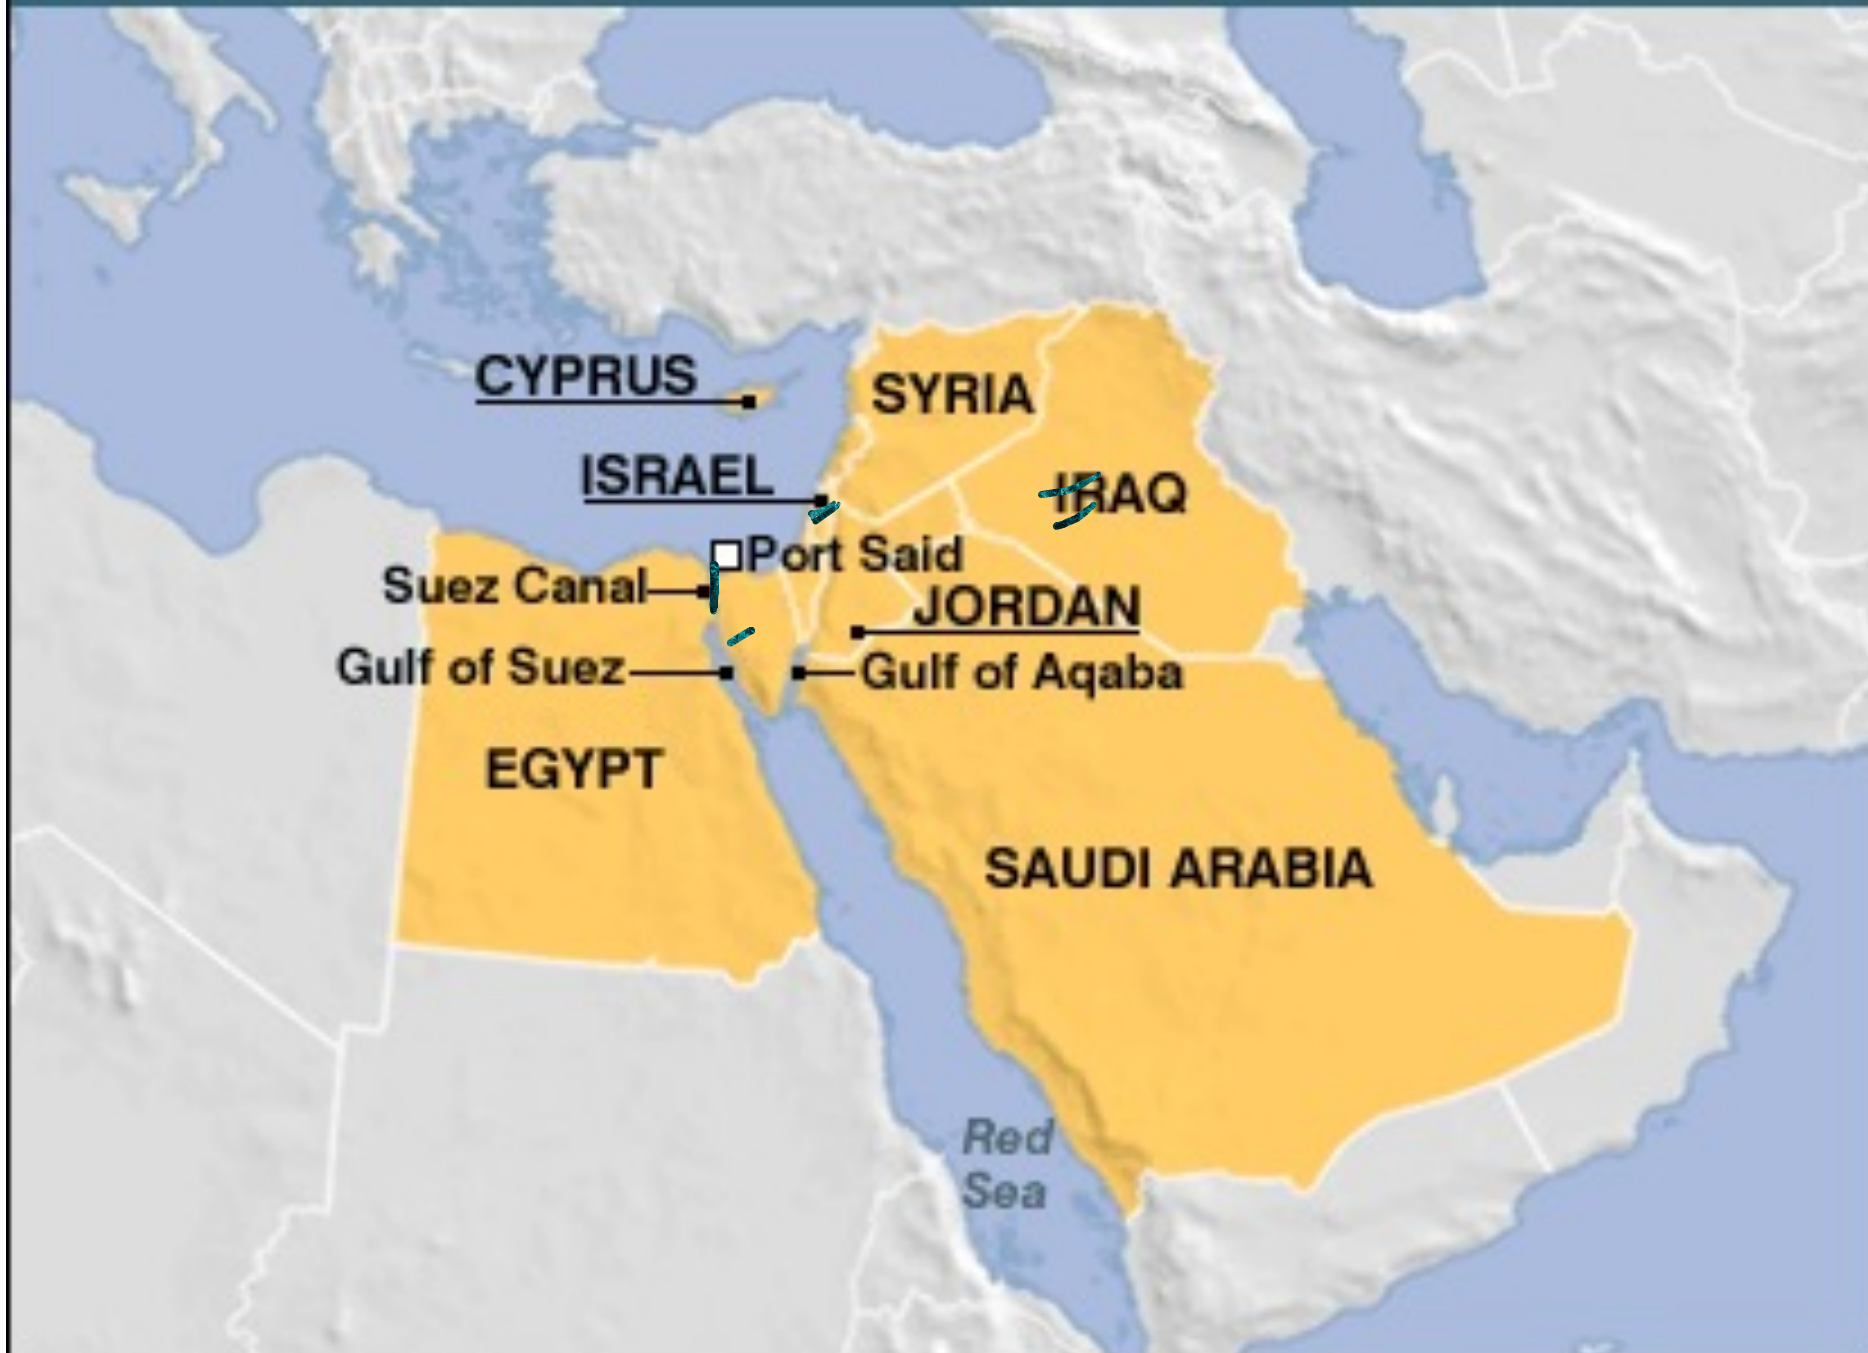 CYPRUS
SYRIA
ISRAEL
IRAQ
Port Said
Suez Canal
JORDAN
Gulf of Suez
Gulf of Aqaba
EGYPT
SAUDI ARABIA
Red
Sea